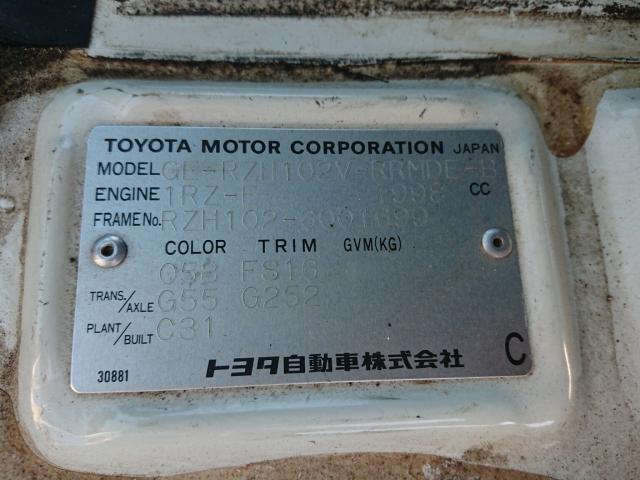 TOYOTA MOTOR CORPORATION JAPAN
MODEL GE-RZH102V-RRMDE-B
ENGINE 1RZ-E 1998 CC
FRAME No. RZH102-
COLOR TRIM GVM(KG)
058 FS16
TRANS./AXLE G55 G252
PLANT/BUILT C31
30881 トヨタ自動車株式会社 C